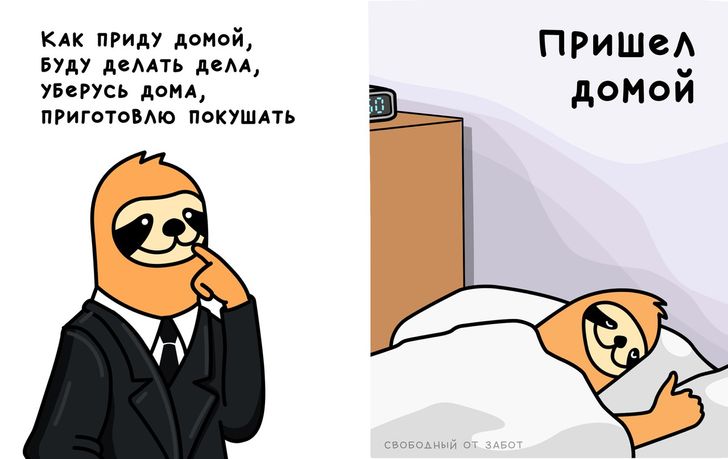 Как приду домой,
буду делать дела,
уберусь дома,
приготовлю покушать
Пришел
домой
свободный от забот